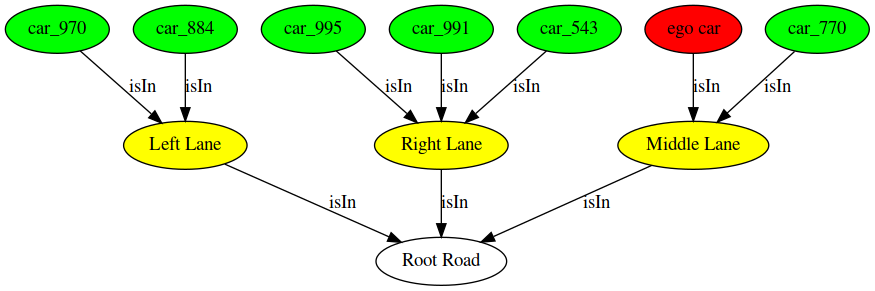 car_970 car_884 car_995 car_991 car_543 ego car car_770
isIn isIn isIn isIn isIn isIn isIn
Left Lane Right Lane Middle Lane
isIn isIn isIn
Root Road